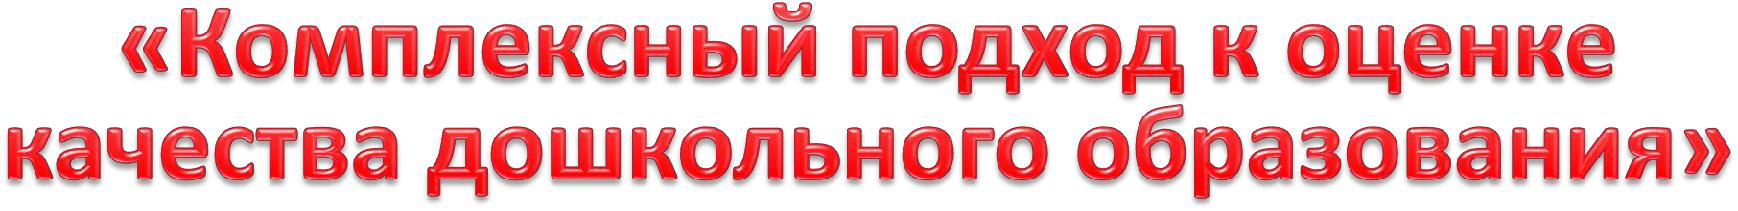 «Комплексный подход к оценке
качества дошкольного образования»